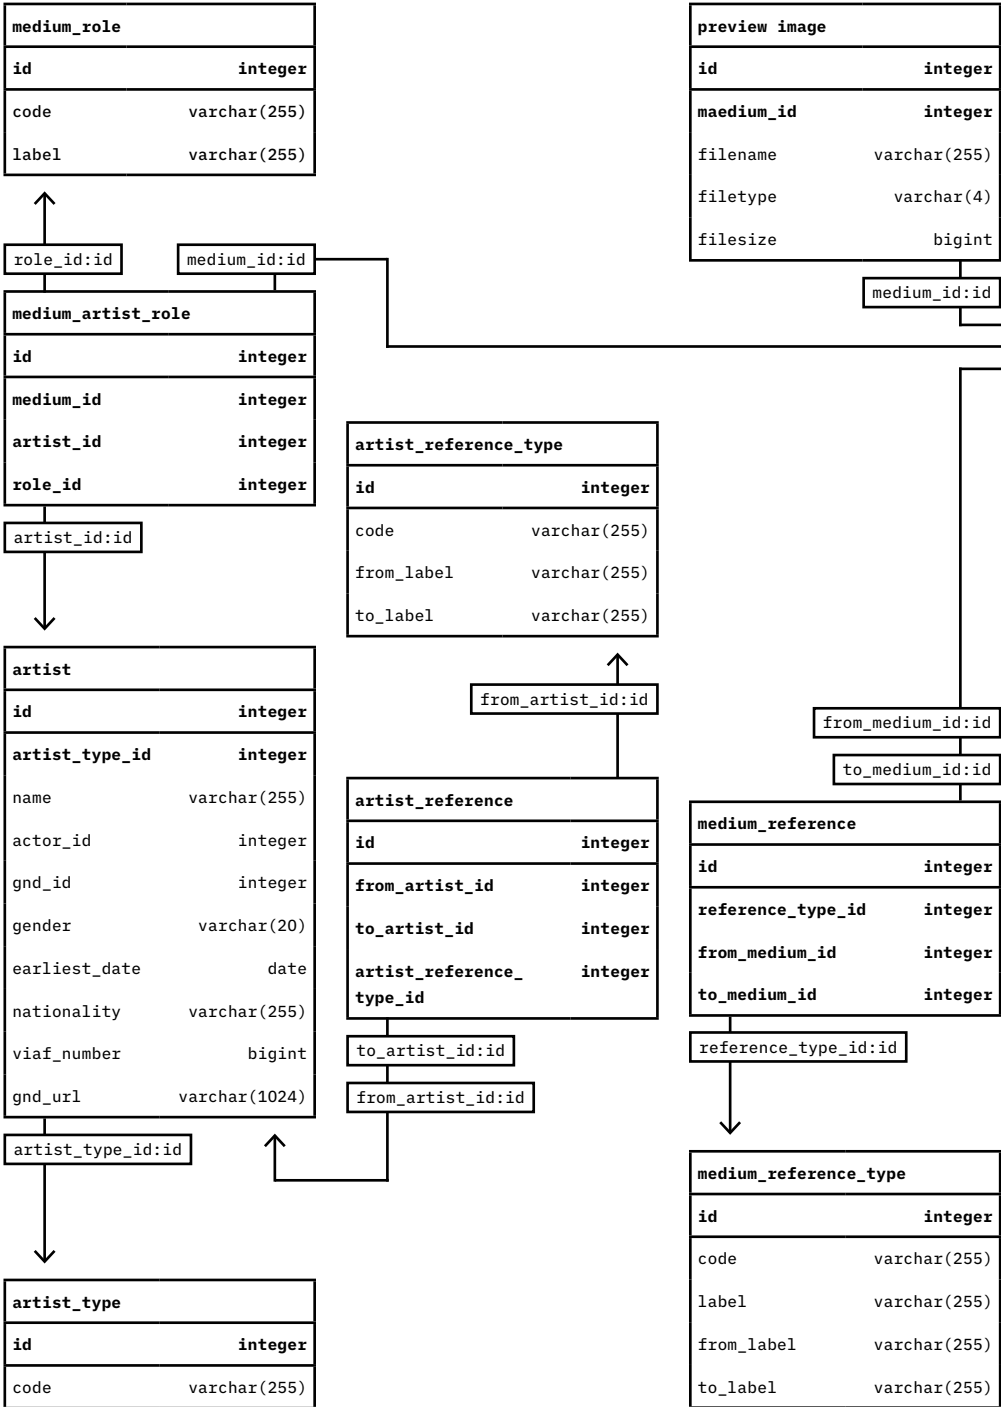 medium_role
id integer
code varchar(255)
label varchar(255)
role_id:id
medium_id:id
medium_artist_role
id integer
medium_id integer
artist_id integer
role_id integer
artist_id:id
artist
id integer
artist_type_id integer
name varchar(255)
actor_id integer
gnd_id integer
gender varchar(20)
earliest_date date
nationality varchar(255)
viaf_number bigint
gnd_url varchar(1024)
artist_type_id:id
artist_type
id integer
code varchar(255)
artist_reference_type
id integer
code varchar(255)
from_label varchar(255)
to_label varchar(255)
from_artist_id:id
artist_reference
id integer
from_artist_id integer
to_artist_id integer
artist_reference_ integer
type_id
to_artist_id:id
from_artist_id:id
preview image
id integer
maedium_id integer
filename varchar(255)
filetype varchar(4)
filesize bigint
medium_id:id
from_medium_id:id
to_medium_id:id
medium_reference
id integer
reference_type_id integer
from_medium_id integer
to_medium_id integer
reference_type_id:id
medium_reference_type
id integer
code varchar(255)
label varchar(255)
from_label varchar(255)
to_label varchar(255)